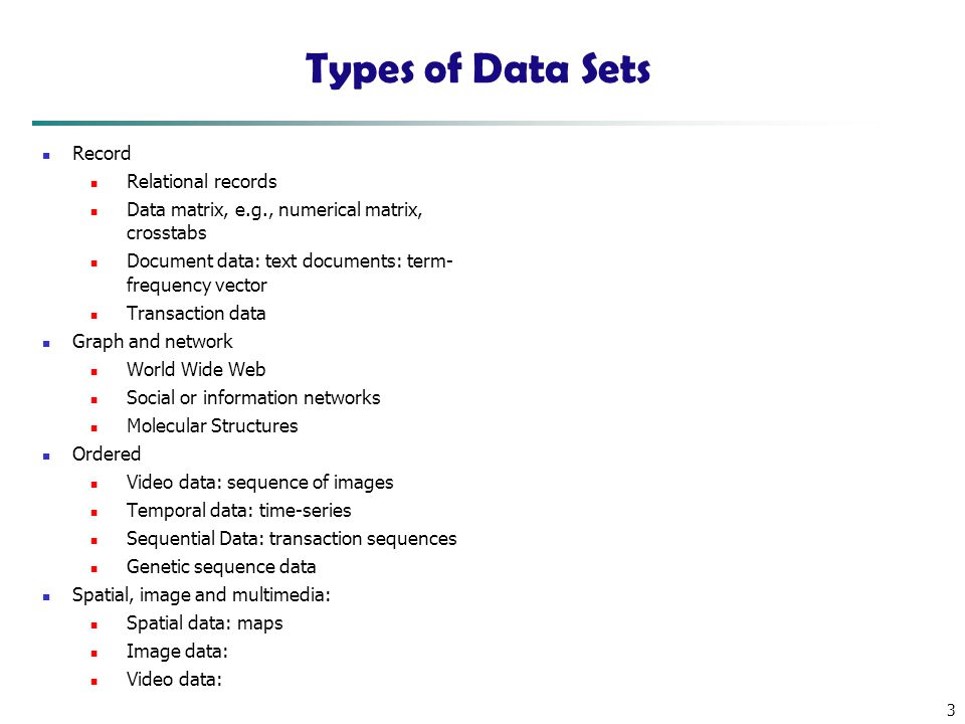 Types of Data Sets
Record
Relational records
Data matrix, e.g., numerical matrix,
crosstabs
Document data: text documents: term-
frequency vector
Transaction data
Graph and network
World Wide Web
Social or information networks
Molecular Structures
Ordered
Video data: sequence of images
Temporal data: time-series
Sequential Data: transaction sequences
Genetic sequence data
Spatial, image and multimedia:
Spatial data: maps
Image data:
Video data:
3